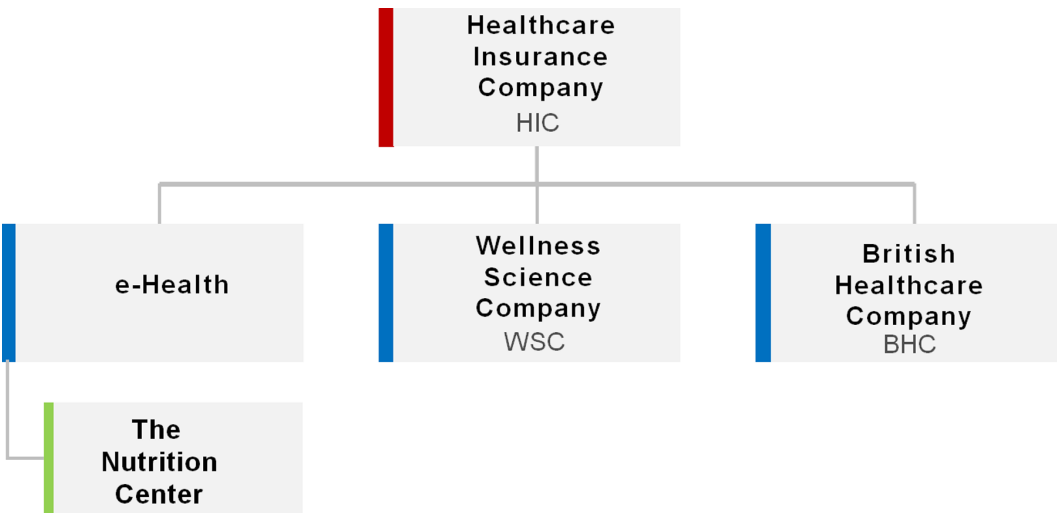 Healthcare
Insurance
Company
HIC
e-Health
Wellness
Science
Company
WSC
British
Healthcare
Company
BHC
The
Nutrition
Center